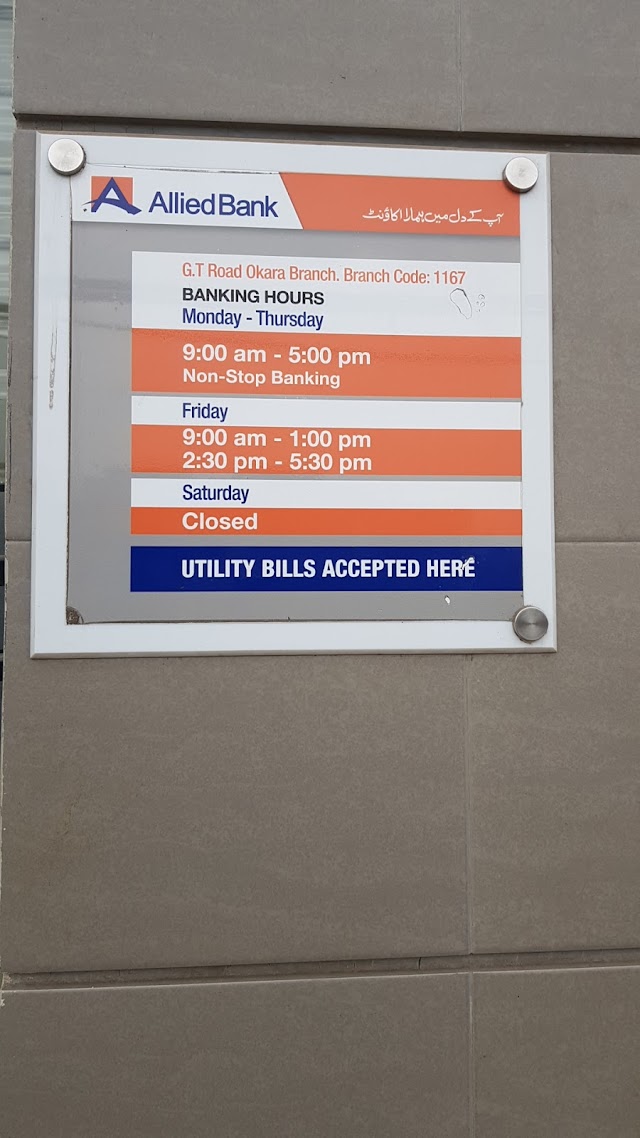 Allied Bank
آپ کے دل میں ہمارا اکاؤنٹ
G.T Road Okara Branch. Branch Code: 1167
BANKING HOURS
Monday - Thursday
9:00 am - 5:00 pm
Non-Stop Banking
Friday
9:00 am - 1:00 pm
2:30 pm - 5:30 pm
Saturday
Closed
UTILITY BILLS ACCEPTED HERE